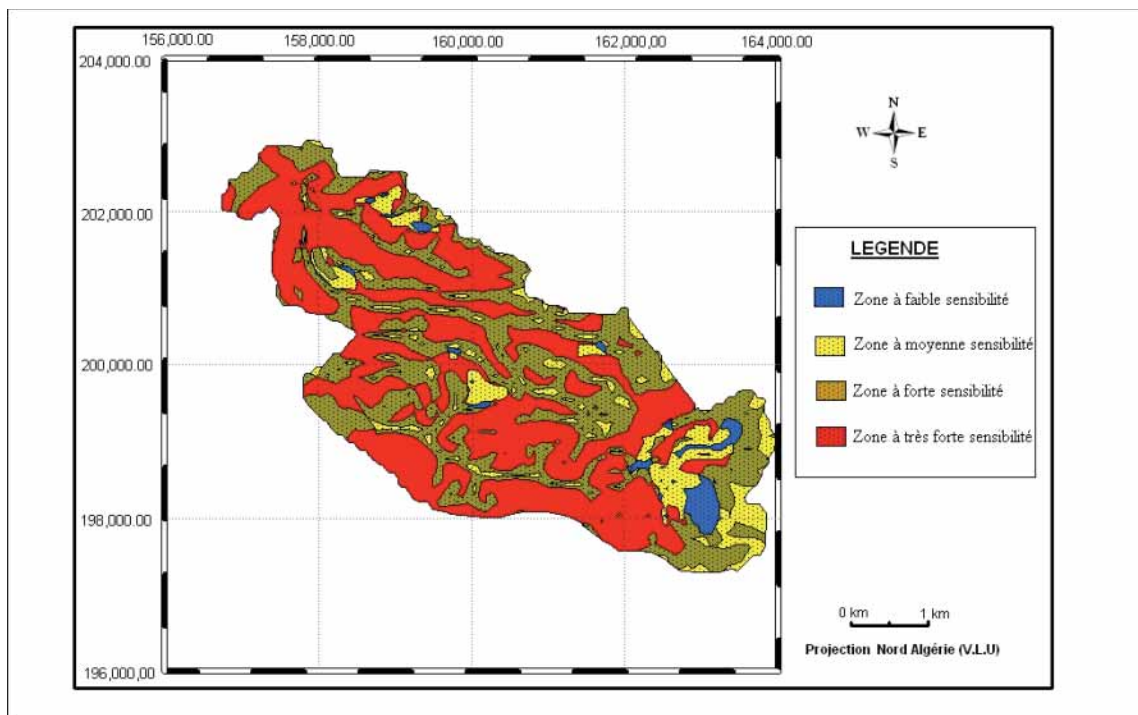 156,000.00 158,000.00 160,000.00 162,000,00 164,000.00
204,000.00
202,000.00
200,000.00
198,000.00
196,000,00
N
W E
S
LEGENDE
Zone à faible sensibilité
Zone à moyenne sensibilité
Zone à forte sensibilité
Zone à très forte sensibilité
0 km 1 km
Projection Nord Algérie (V.L.U)